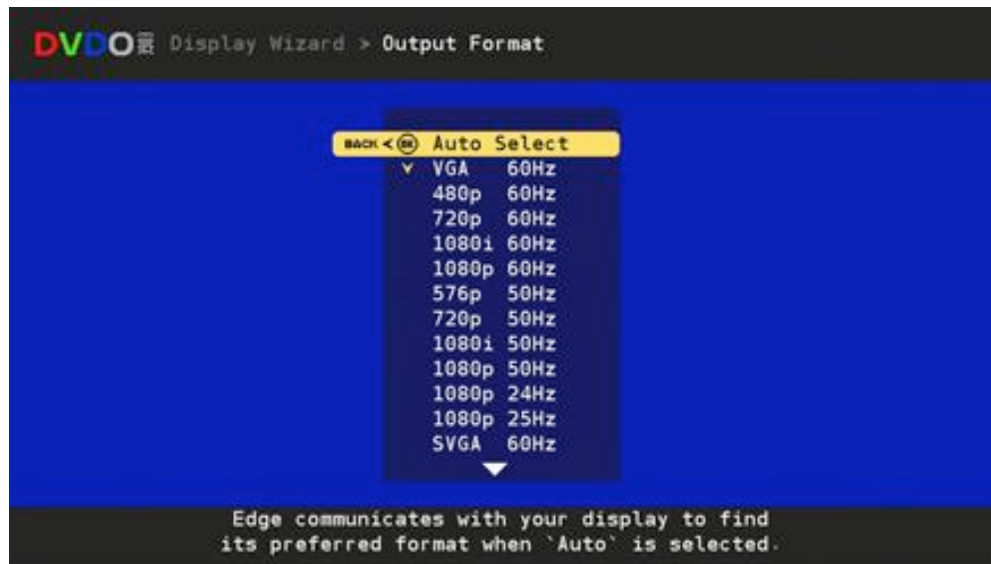 DVDO EDGE Display Wizard > Output Format
BACK < OK Auto Select
VGA 60Hz
480p 60Hz
720p 60Hz
1080i 60Hz
1080p 60Hz
576p 50Hz
720p 50Hz
1080i 50Hz
1080p 50Hz
1080p 24Hz
1080p 25Hz
SVGA 60Hz
Edge communicates with your display to find
its preferred format when `Auto` is selected.